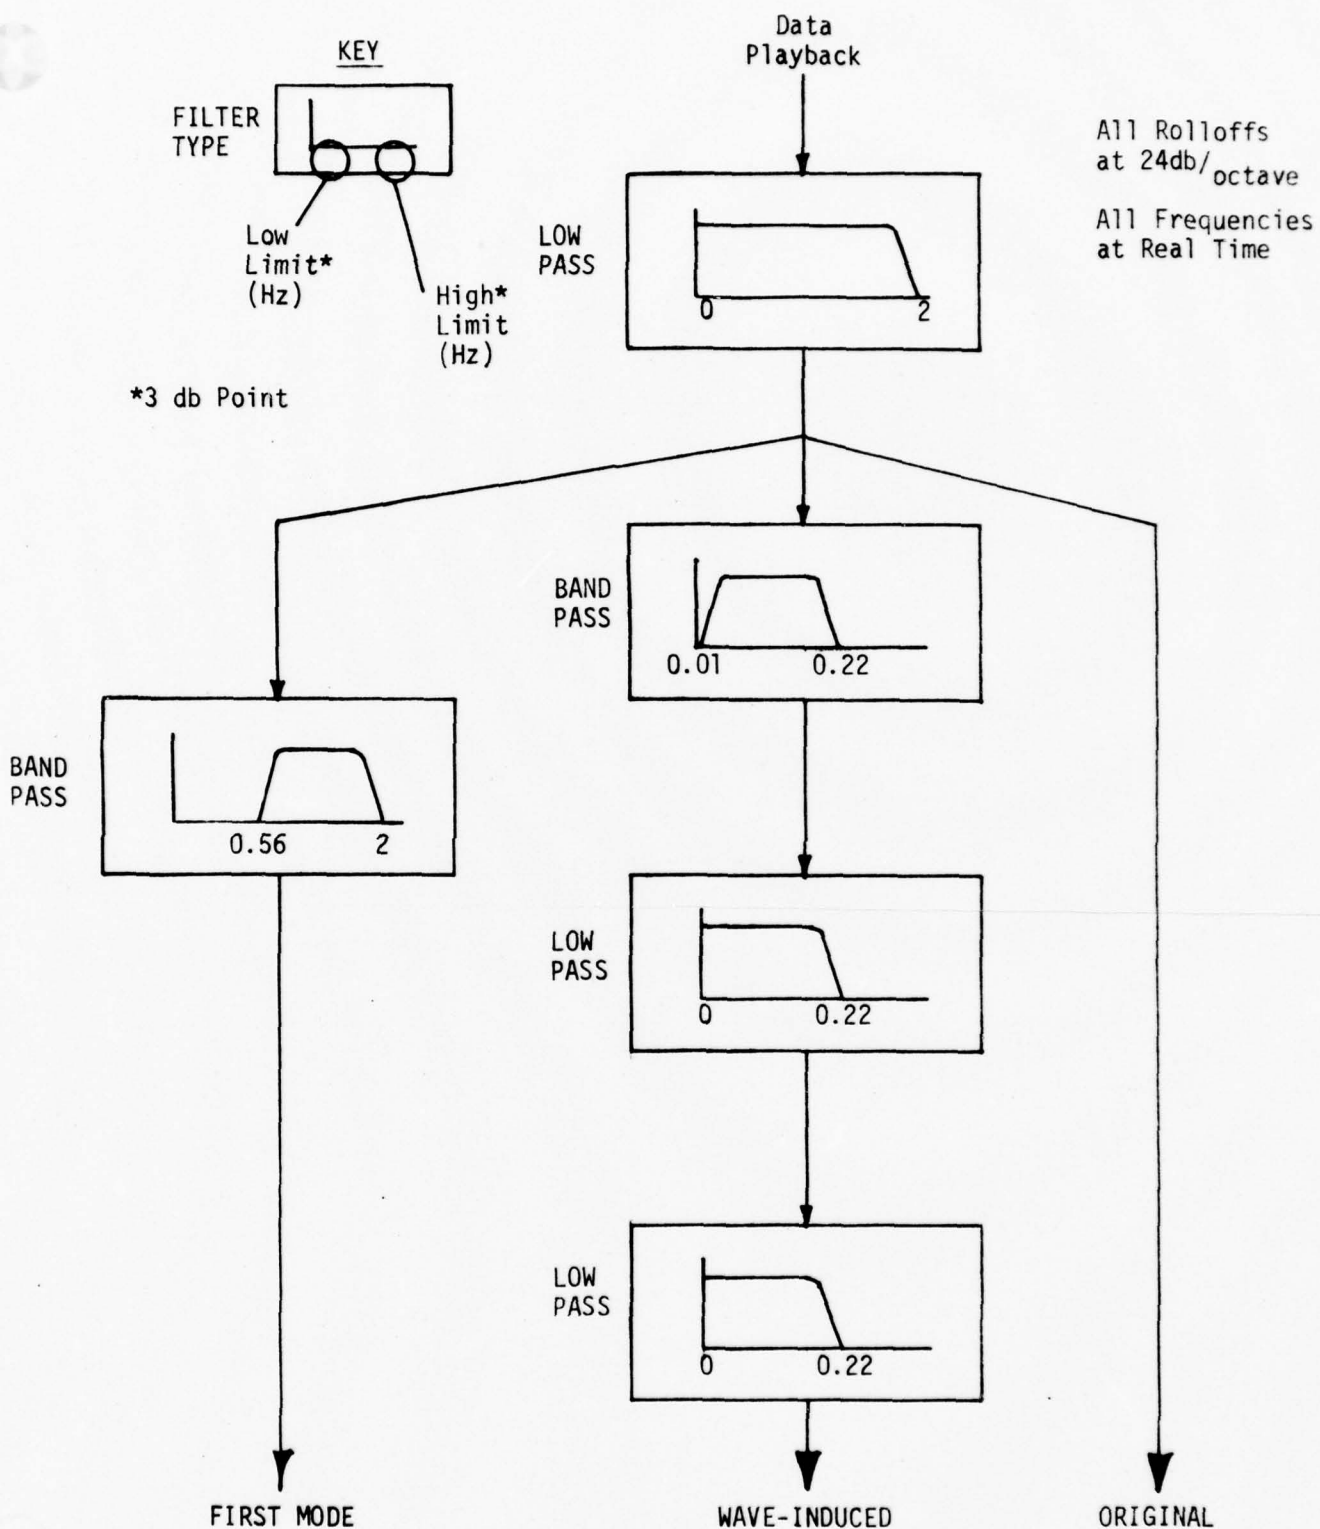 Data
Playback
KEY
FILTER
TYPE
Low
Limit*
(Hz)
High*
Limit
(Hz)
*3 db Point
All Rolloffs
at 24db/octave
All Frequencies
at Real Time
LOW
PASS
0 2
BAND
PASS
0.01 0.22
BAND
PASS
0.56 2
LOW
PASS
0 0.22
LOW
PASS
0 0.22
FIRST MODE
WAVE-INDUCED
ORIGINAL